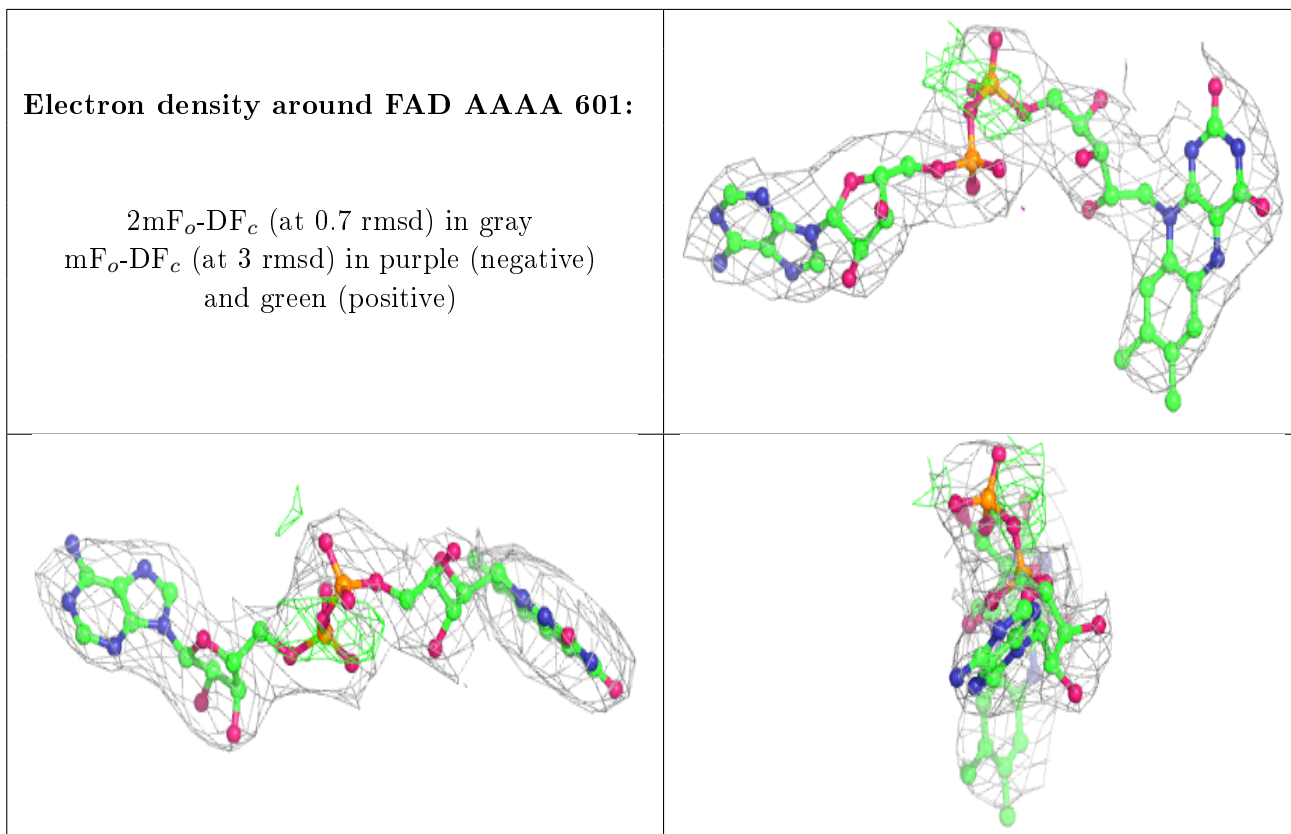 Electron density around FAD AAAA 601:
2mFₒ-DF𝒸 (at 0.7 rmsd) in gray
mFₒ-DF𝒸 (at 3 rmsd) in purple (negative)
and green (positive)